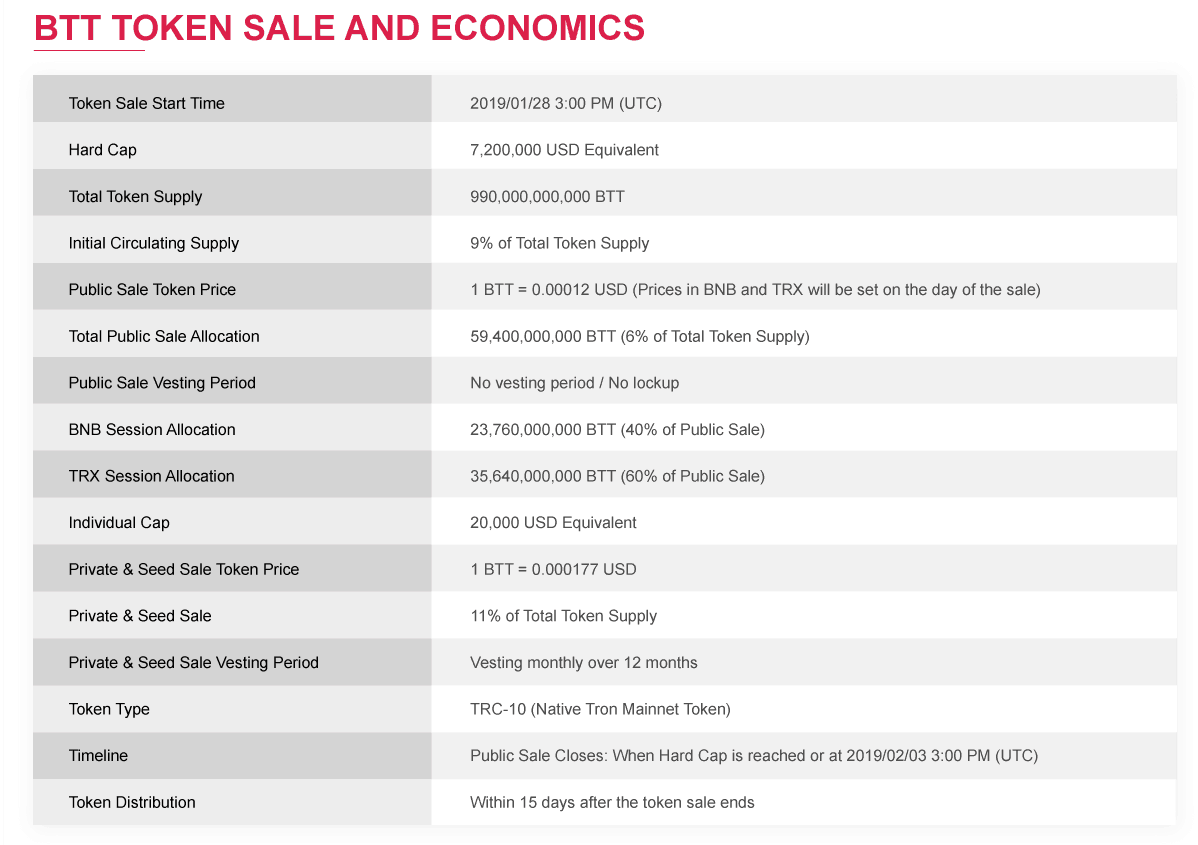 BTT TOKEN SALE AND ECONOMICS
Token Sale Start Time 2019/01/28 3:00 PM (UTC)
Hard Cap 7,200,000 USD Equivalent
Total Token Supply 990,000,000,000 BTT
Initial Circulating Supply 9% of Total Token Supply
Public Sale Token Price 1 BTT = 0.00012 USD (Prices in BNB and TRX will be set on the day of the sale)
Total Public Sale Allocation 59,400,000,000 BTT (6% of Total Token Supply)
Public Sale Vesting Period No vesting period / No lockup
BNB Session Allocation 23,760,000,000 BTT (40% of Public Sale)
TRX Session Allocation 35,640,000,000 BTT (60% of Public Sale)
Individual Cap 20,000 USD Equivalent
Private & Seed Sale Token Price 1 BTT = 0.000177 USD
Private & Seed Sale 11% of Total Token Supply
Private & Seed Sale Vesting Period Vesting monthly over 12 months
Token Type TRC-10 (Native Tron Mainnet Token)
Timeline Public Sale Closes: When Hard Cap is reached or at 2019/02/03 3:00 PM (UTC)
Token Distribution Within 15 days after the token sale ends